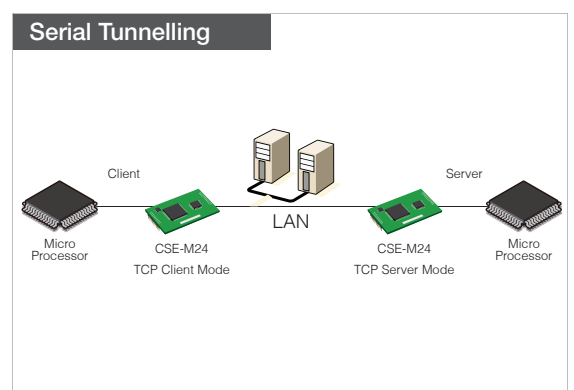 Serial Tunnelling
Client
Server
LAN
Micro
Processor
CSE-M24
TCP Client Mode
CSE-M24
TCP Server Mode
Micro
Processor